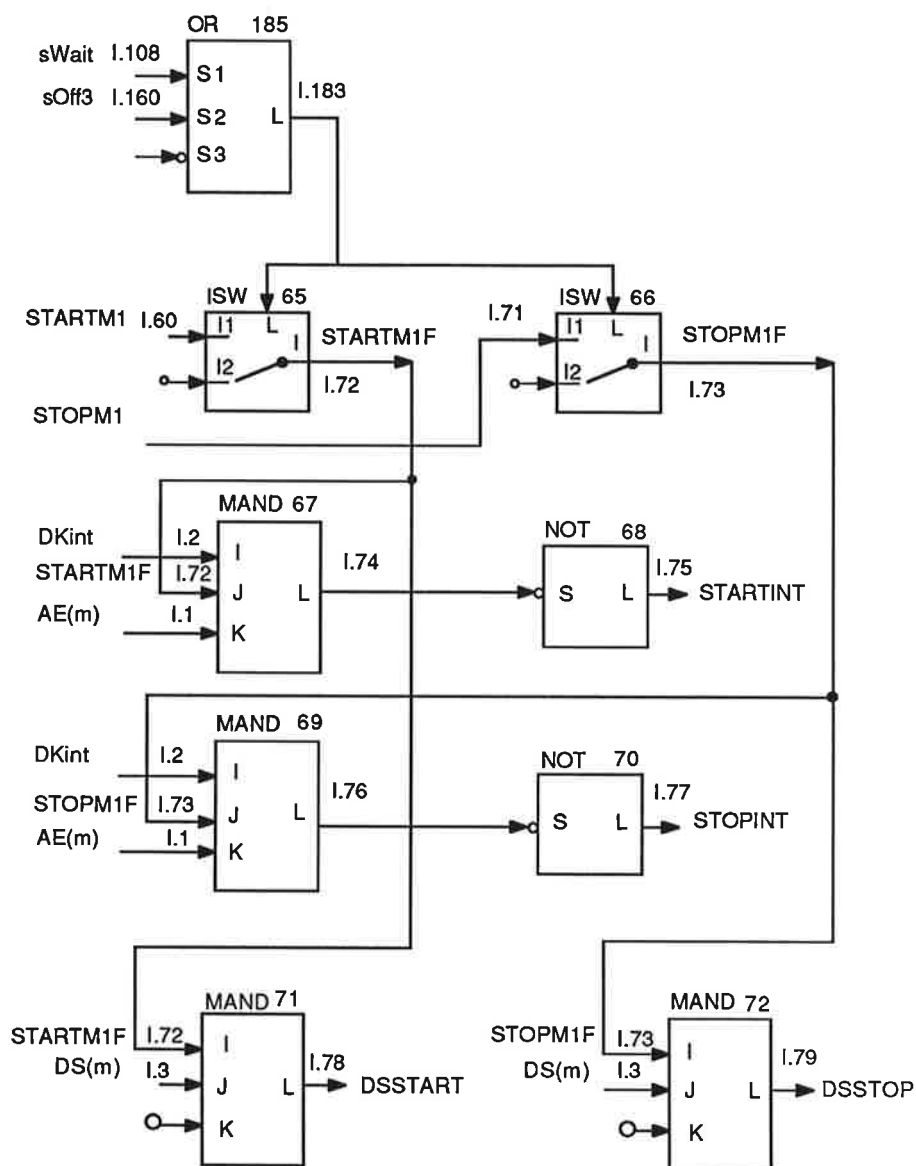 OR 185
sWait I.108
S1
sOff3 I.160
I.183
S2 L
S3
ISW 65
ISW 66
STARTM1 I.60
I1 L
STARTM1F
I
I.71
I1 L
I
STOPM1F
I2
I.72
I2
I.73
STOPM1
MAND 67
NOT 68
DKint I.2
I
I.74
I.75
STARTM1F I.72
J L
S L
STARTINT
AE(m) I.1
K
MAND 69
NOT 70
DKint I.2
I
I.76
I.77
STOPM1F I.73
J L
S L
STOPINT
AE(m) I.1
K
MAND 71
MAND 72
STARTM1F I.72
I
I.78
STOPM1F I.73
I
I.79
DS(m) I.3
J L
DSSTART
DS(m) I.3
J L
DSSTOP
K
K